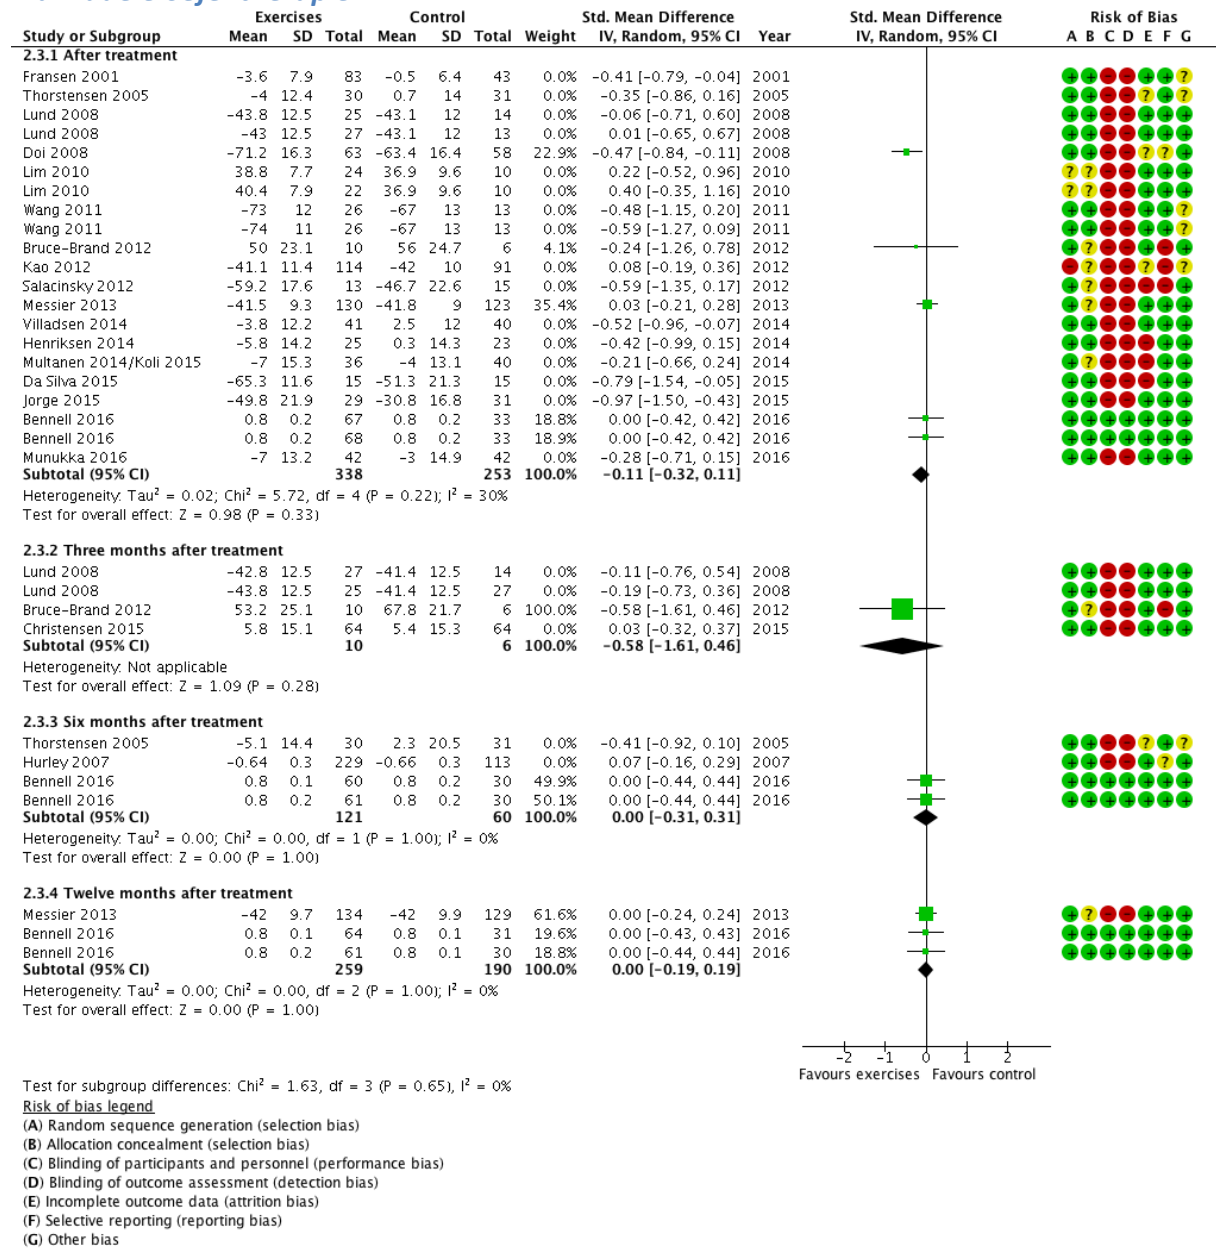 Exercises Control Std. Mean Difference Std. Mean Difference Risk of Bias
Study or Subgroup Mean SD Total Mean SD Total Weight IV, Random, 95% CI Year IV, Random, 95% CI A B C D E F G
2.3.1 After treatment
Fransen 2001 −3.6 7.9 83 −0.5 6.4 43 0.0% −0.41 [−0.79, −0.04] 2001 + + − − + + ?
Thorstensen 2005 −4 12.4 30 0.7 14 31 0.0% −0.35 [−0.86, 0.16] 2005 + + − − ? + ?
Lund 2008 −43.8 12.5 25 −43.1 12 14 0.0% −0.06 [−0.71, 0.60] 2008 + + − − + + +
Lund 2008 −43 12.5 27 −43.1 12 13 0.0% 0.01 [−0.65, 0.67] 2008 + + − − + + +
Doi 2008 −71.2 16.3 63 −63.4 16.4 58 22.9% −0.47 [−0.84, −0.11] 2008 + + − − ? ? +
Lim 2010 38.8 7.7 24 36.9 9.6 10 0.0% 0.22 [−0.52, 0.96] 2010 ? ? − − + + +
Lim 2010 40.4 7.9 22 36.9 9.6 10 0.0% 0.40 [−0.35, 1.16] 2010 ? ? − − + + +
Wang 2011 −73 12 26 −67 13 13 0.0% −0.48 [−1.15, 0.20] 2011 + + − − + + ?
Wang 2011 −74 11 26 −67 13 13 0.0% −0.59 [−1.27, 0.09] 2011 + + − − + + ?
Bruce−Brand 2012 50 23.1 10 56 24.7 6 4.1% −0.24 [−1.26, 0.78] 2012 + ? − − + − +
Kao 2012 −41.1 11.4 114 −42 10 91 0.0% 0.08 [−0.19, 0.36] 2012 − ? − − ? − ?
Salacinsky 2012 −59.2 17.6 13 −46.7 22.6 15 0.0% −0.59 [−1.35, 0.17] 2012 + ? − − − − +
Messier 2013 −41.5 9.3 130 −41.8 9 123 35.4% 0.03 [−0.21, 0.28] 2013 + ? − − + + +
Villadsen 2014 −3.8 12.2 41 2.5 12 40 0.0% −0.52 [−0.96, −0.07] 2014 + + − − + + +
Henriksen 2014 −5.8 14.2 25 0.3 14.3 23 0.0% −0.42 [−0.99, 0.15] 2014 + + − − − + +
Multanen 2014/Koli 2015 −7 15.3 36 −4 13.1 40 0.0% −0.21 [−0.66, 0.24] 2014 + ? − − − + +
Da Silva 2015 −65.3 11.6 15 −51.3 21.3 15 0.0% −0.79 [−1.54, −0.05] 2015 + + − − − + +
Jorge 2015 −49.8 21.9 29 −30.8 16.8 31 0.0% −0.97 [−1.50, −0.43] 2015 + + − − + + +
Bennell 2016 0.8 0.2 67 0.8 0.2 33 18.8% 0.00 [−0.42, 0.42] 2016 + + + + + + +
Bennell 2016 0.8 0.2 68 0.8 0.2 33 18.9% 0.00 [−0.42, 0.42] 2016 + + + + + + +
Munukka 2016 −7 13.2 42 −3 14.9 42 0.0% −0.28 [−0.71, 0.15] 2016 + + − − + + +
Subtotal (95% CI) 338 253 100.0% −0.11 [−0.32, 0.11]
Heterogeneity: Tau² = 0.02; Chi² = 5.72, df = 4 (P = 0.22); I² = 30%
Test for overall effect: Z = 0.98 (P = 0.33)
2.3.2 Three months after treatment
Lund 2008 −42.8 12.5 27 −41.4 12.5 14 0.0% −0.11 [−0.76, 0.54] 2008 + + − − + + +
Lund 2008 −43.8 12.5 25 −41.4 12.5 27 0.0% −0.19 [−0.73, 0.36] 2008 + + − − + + +
Bruce−Brand 2012 53.2 25.1 10 67.8 21.7 6 100.0% −0.58 [−1.61, 0.46] 2012 + ? − − + − +
Christensen 2015 5.8 15.1 64 5.4 15.3 64 0.0% 0.03 [−0.32, 0.37] 2015 + + − − + + +
Subtotal (95% CI) 10 6 100.0% −0.58 [−1.61, 0.46]
Heterogeneity: Not applicable
Test for overall effect: Z = 1.09 (P = 0.28)
2.3.3 Six months after treatment
Thorstensen 2005 −5.1 14.4 30 2.3 20.5 31 0.0% −0.41 [−0.92, 0.10] 2005 + + − − ? + ?
Hurley 2007 −0.64 0.3 229 −0.66 0.3 113 0.0% 0.07 [−0.16, 0.29] 2007 + + − − + ? +
Bennell 2016 0.8 0.1 60 0.8 0.2 30 49.9% 0.00 [−0.44, 0.44] 2016 + + + + + + +
Bennell 2016 0.8 0.2 61 0.8 0.2 30 50.1% 0.00 [−0.44, 0.44] 2016 + + + + + + +
Subtotal (95% CI) 121 60 100.0% 0.00 [−0.31, 0.31]
Heterogeneity: Tau² = 0.00; Chi² = 0.00, df = 1 (P = 1.00); I² = 0%
Test for overall effect: Z = 0.00 (P = 1.00)
2.3.4 Twelve months after treatment
Messier 2013 −42 9.7 134 −42 9.9 129 61.6% 0.00 [−0.24, 0.24] 2013 + ? − − + + +
Bennell 2016 0.8 0.1 64 0.8 0.1 31 19.6% 0.00 [−0.43, 0.43] 2016 + + + + + + +
Bennell 2016 0.8 0.2 61 0.8 0.1 30 18.8% 0.00 [−0.44, 0.44] 2016 + + + + + + +
Subtotal (95% CI) 259 190 100.0% 0.00 [−0.19, 0.19]
Heterogeneity: Tau² = 0.00; Chi² = 0.00, df = 2 (P = 1.00); I² = 0%
Test for overall effect: Z = 0.00 (P = 1.00)
−2 −1 0 1 2
Favours exercises Favours control
Test for subgroup differences: Chi² = 1.63, df = 3 (P = 0.65), I² = 0%
Risk of bias legend
(A) Random sequence generation (selection bias)
(B) Allocation concealment (selection bias)
(C) Blinding of participants and personnel (performance bias)
(D) Blinding of outcome assessment (detection bias)
(E) Incomplete outcome data (attrition bias)
(F) Selective reporting (reporting bias)
(G) Other bias